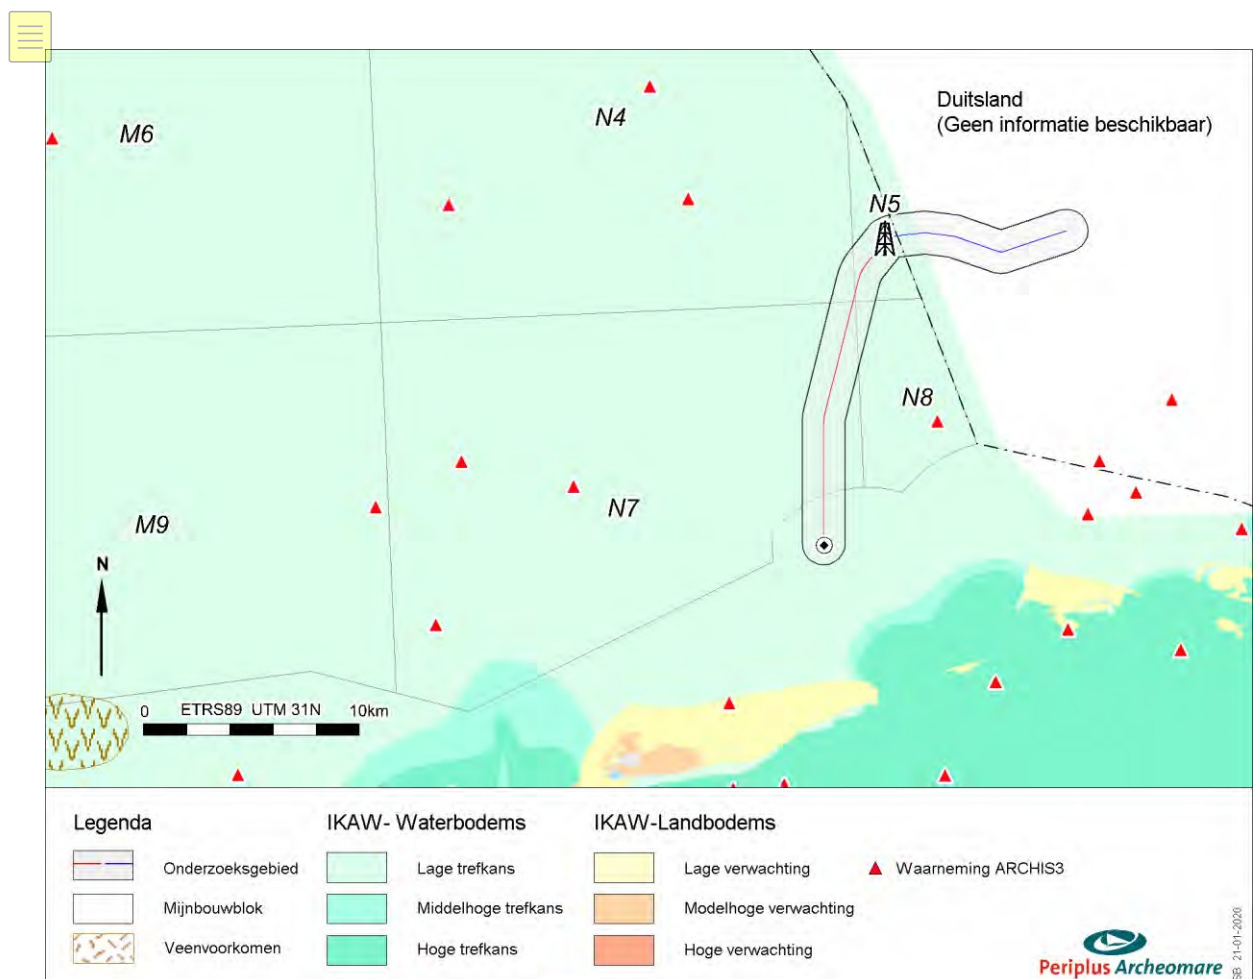 Duitsland
(Geen informatie beschikbaar)
M6
N4
N5
N8
M9
N7
N
0 ETRS89 UTM 31N 10km
Legenda
Onderzoeksgebied
Mijnbouwblok
Veenvoorkomen
IKAW- Waterbodems
Lage trefkans
Middelhoge trefkans
Hoge trefkans
IKAW-Landbodems
Lage verwachting
Modelhoge verwachting
Hoge verwachting
Waarneming ARCHIS3
Periplus Archeomare
21-01-2020